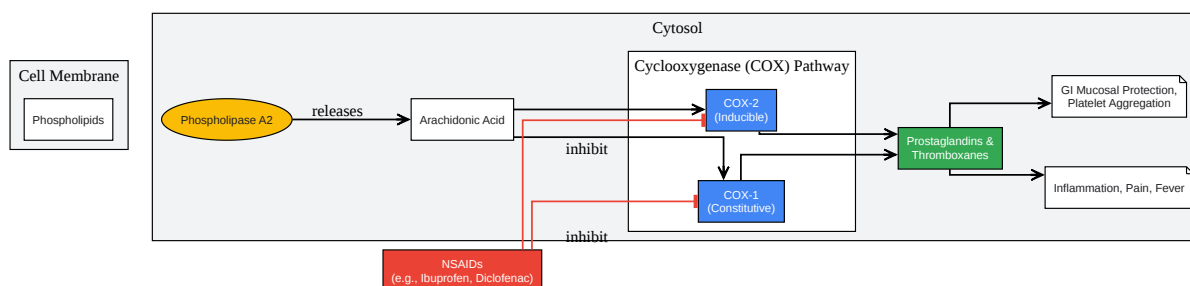 Cytosol
Cell Membrane
Phospholipids
Phospholipase A2
releases
Arachidonic Acid
Cyclooxygenase (COX) Pathway
COX-2
(Inducible)
inhibit
COX-1
(Constitutive)
Prostaglandins &
Thromboxanes
GI Mucosal Protection,
Platelet Aggregation
Inflammation, Pain, Fever
inhibit
NSAIDs
(e.g., Ibuprofen, Diclofenac)